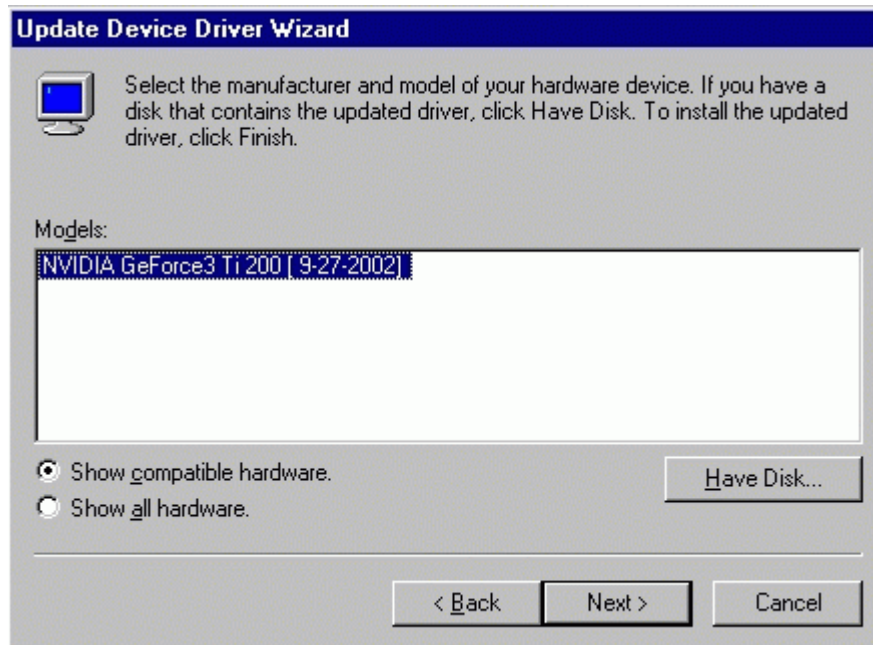 Update Device Driver Wizard
Select the manufacturer and model of your hardware device. If you have a
disk that contains the updated driver, click Have Disk. To install the updated
driver, click Finish.
Models:
NVIDIA GeForce3 Ti 200 [ 9-27-2002]
Show compatible hardware.
Have Disk...
Show all hardware.
< Back
Next >
Cancel